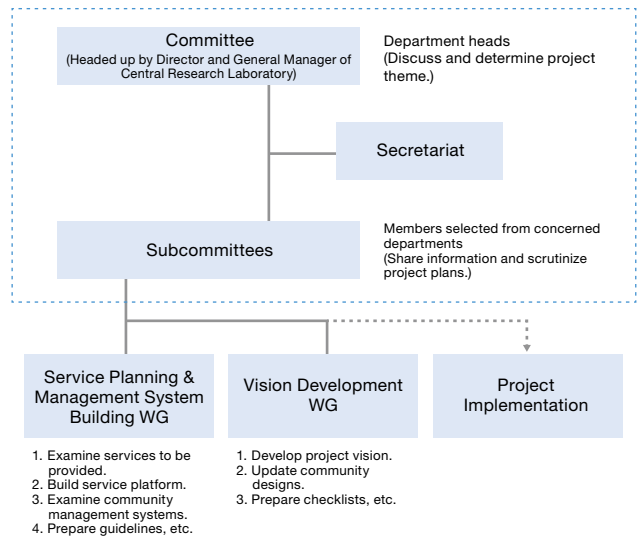 Committee
(Headed up by Director and General Manager of
Central Research Laboratory)
Department heads
(Discuss and determine project
theme.)
Secretariat
Subcommittees
Members selected from concerned
departments
(Share information and scrutinize
project plans.)
Service Planning &
Management System
Building WG
Vision Development
WG
Project
Implementation
1. Examine services to be
provided.
2. Build service platform.
3. Examine community
management systems.
4. Prepare guidelines, etc.
1. Develop project vision.
2. Update community
designs.
3. Prepare checklists, etc.